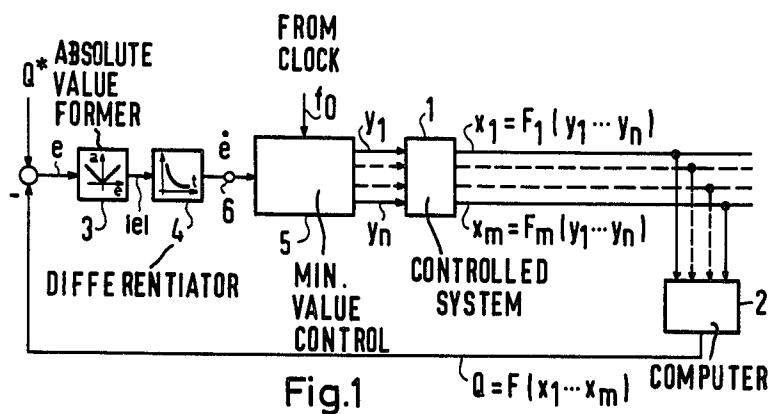 FROM
CLOCK
f0
ABSOLUTE
VALUE
FORMER
Q*
e
-
a
e
3
|e|
t
4
ė
6
DIFFERENTIATOR
5
MIN.
VALUE
CONTROL
y1
yn
1
CONTROLLED
SYSTEM
x1 = F1 (y1 ··· yn)
xm = Fm (y1 ··· yn)
2
COMPUTER
Q = F (x1 ··· xm)
Fig.1